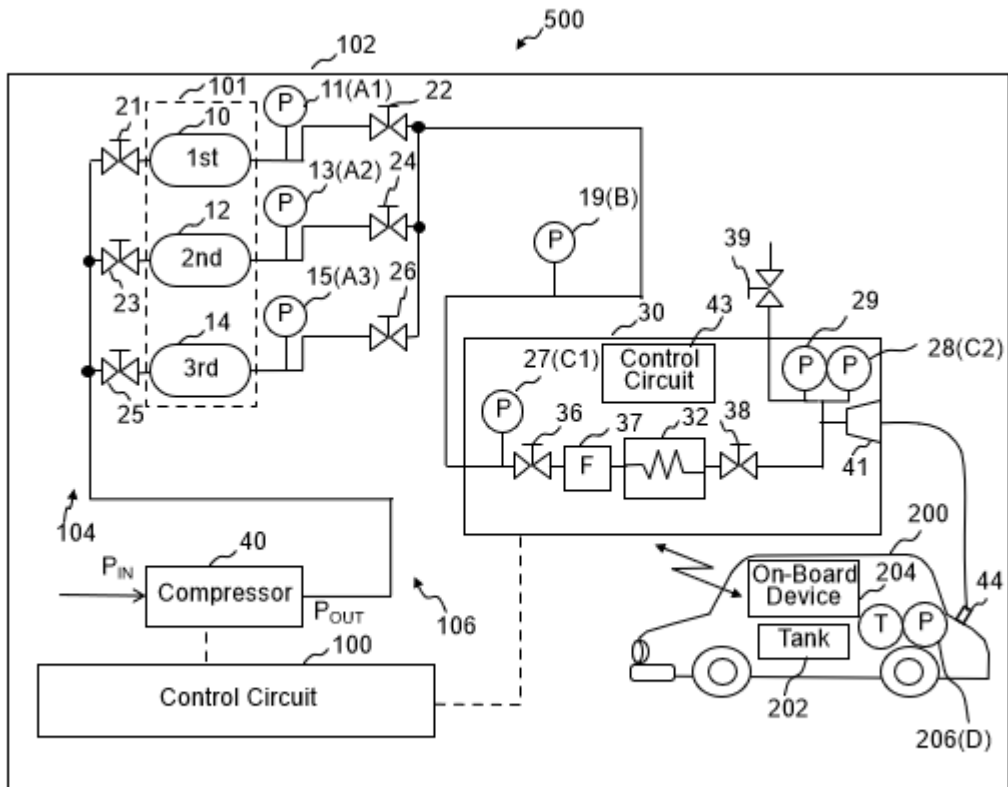 500
102
101
11(A1)
22
21
10
P
1st
13(A2)
24
12
P
19(B)
2nd
P
39
23
15(A3)
26
14
P
30
43
29
3rd
27(C1)
Control
Circuit
P
P
28(C2)
25
P
36
37
32
38
F
41
104
40
200
PIN
Compressor
On-Board
Device
204
44
POUT
106
T
P
100
Tank
Control Circuit
202
206(D)